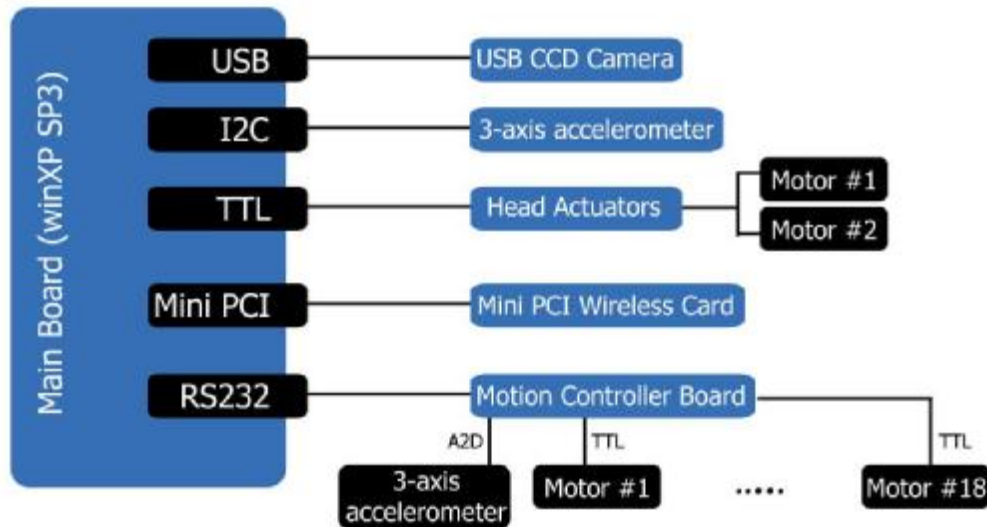 Main Board (winXP SP3)
USB
USB CCD Camera
I2C
3-axis accelerometer
TTL
Head Actuators
Motor #1
Motor #2
Mini PCI
Mini PCI Wireless Card
RS232
Motion Controller Board
A2D
TTL
TTL
3-axis
accelerometer
Motor #1
.....
Motor #18